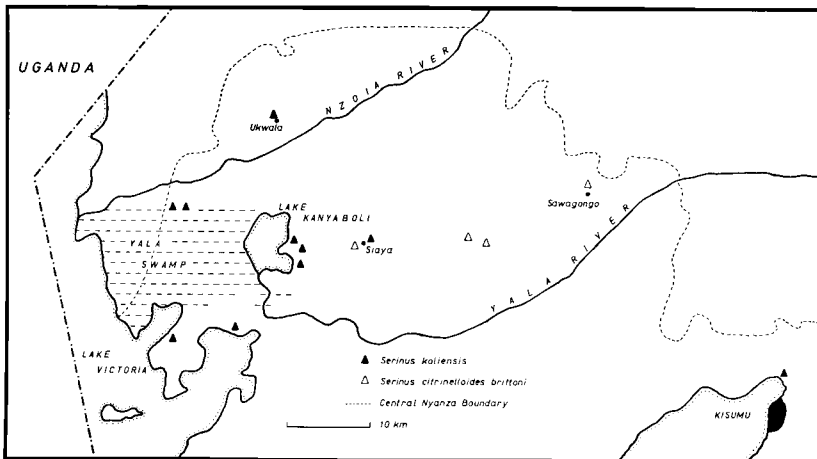 UGANDA
NZOIA RIVER
Ukwala
LAKE
KANYABOLI
Sawagongo
YALA
SWAMP
Siaya
YALA RIVER
LAKE
VICTORIA
Serinus koliensis
Serinus citrinelloides brittoni
Central Nyanza Boundary
10 km
KISUMU